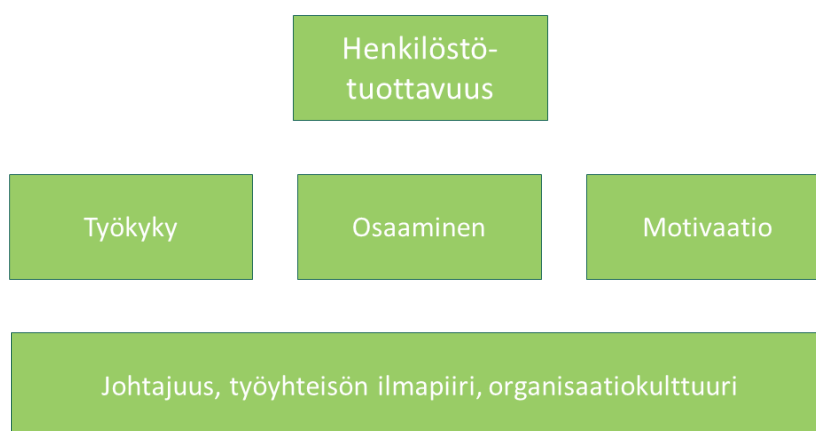 Henkilöstö-
tuottavuus
Työkyky
Osaaminen
Motivaatio
Johtajuus, työyhteisön ilmapiiri, organisaatiokulttuuri